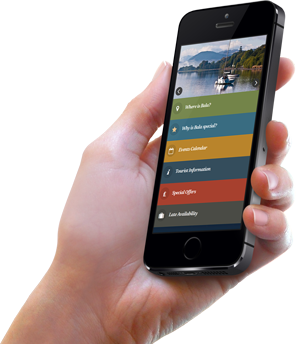 Where is Bala?
Why is Bala special?
Events Calendar
Tourist Information
£ Special Offers
Late Availability